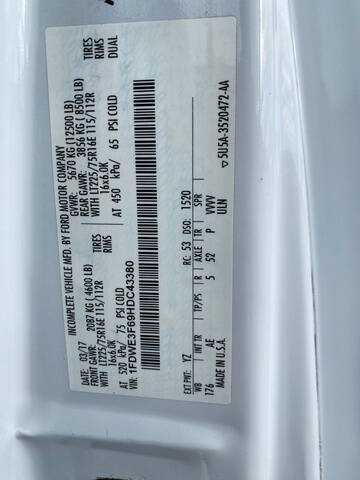 INCOMPLETE VEHICLE MFD. BY FORD MOTOR COMPANY
03/17 GVWR: 5670 KG (12500 LB)
FRONT GAWR: 2087 KG ( 4600 LB) REAR GAWR: 3856 KG ( 8500 LB) TIRES
WITH LT225/75R16E 115/112R WITH LT225/75R16E 115/112R RIMS
16x6.0K 16x6.0K
AT 520 kPa/ 75 PSI COLD AT 450 kPa/ 65 PSI COLD DUAL
TIRES
RIMS
1FDWE3F69HDC43380
EXT PNT: YZ RC: 53 DSO: 1520
WB TP/PS R AXLE TR SPR
176 AE 5 52 P VWV
MADE IN U.S.A. ULN
5U5A-3520472-AA